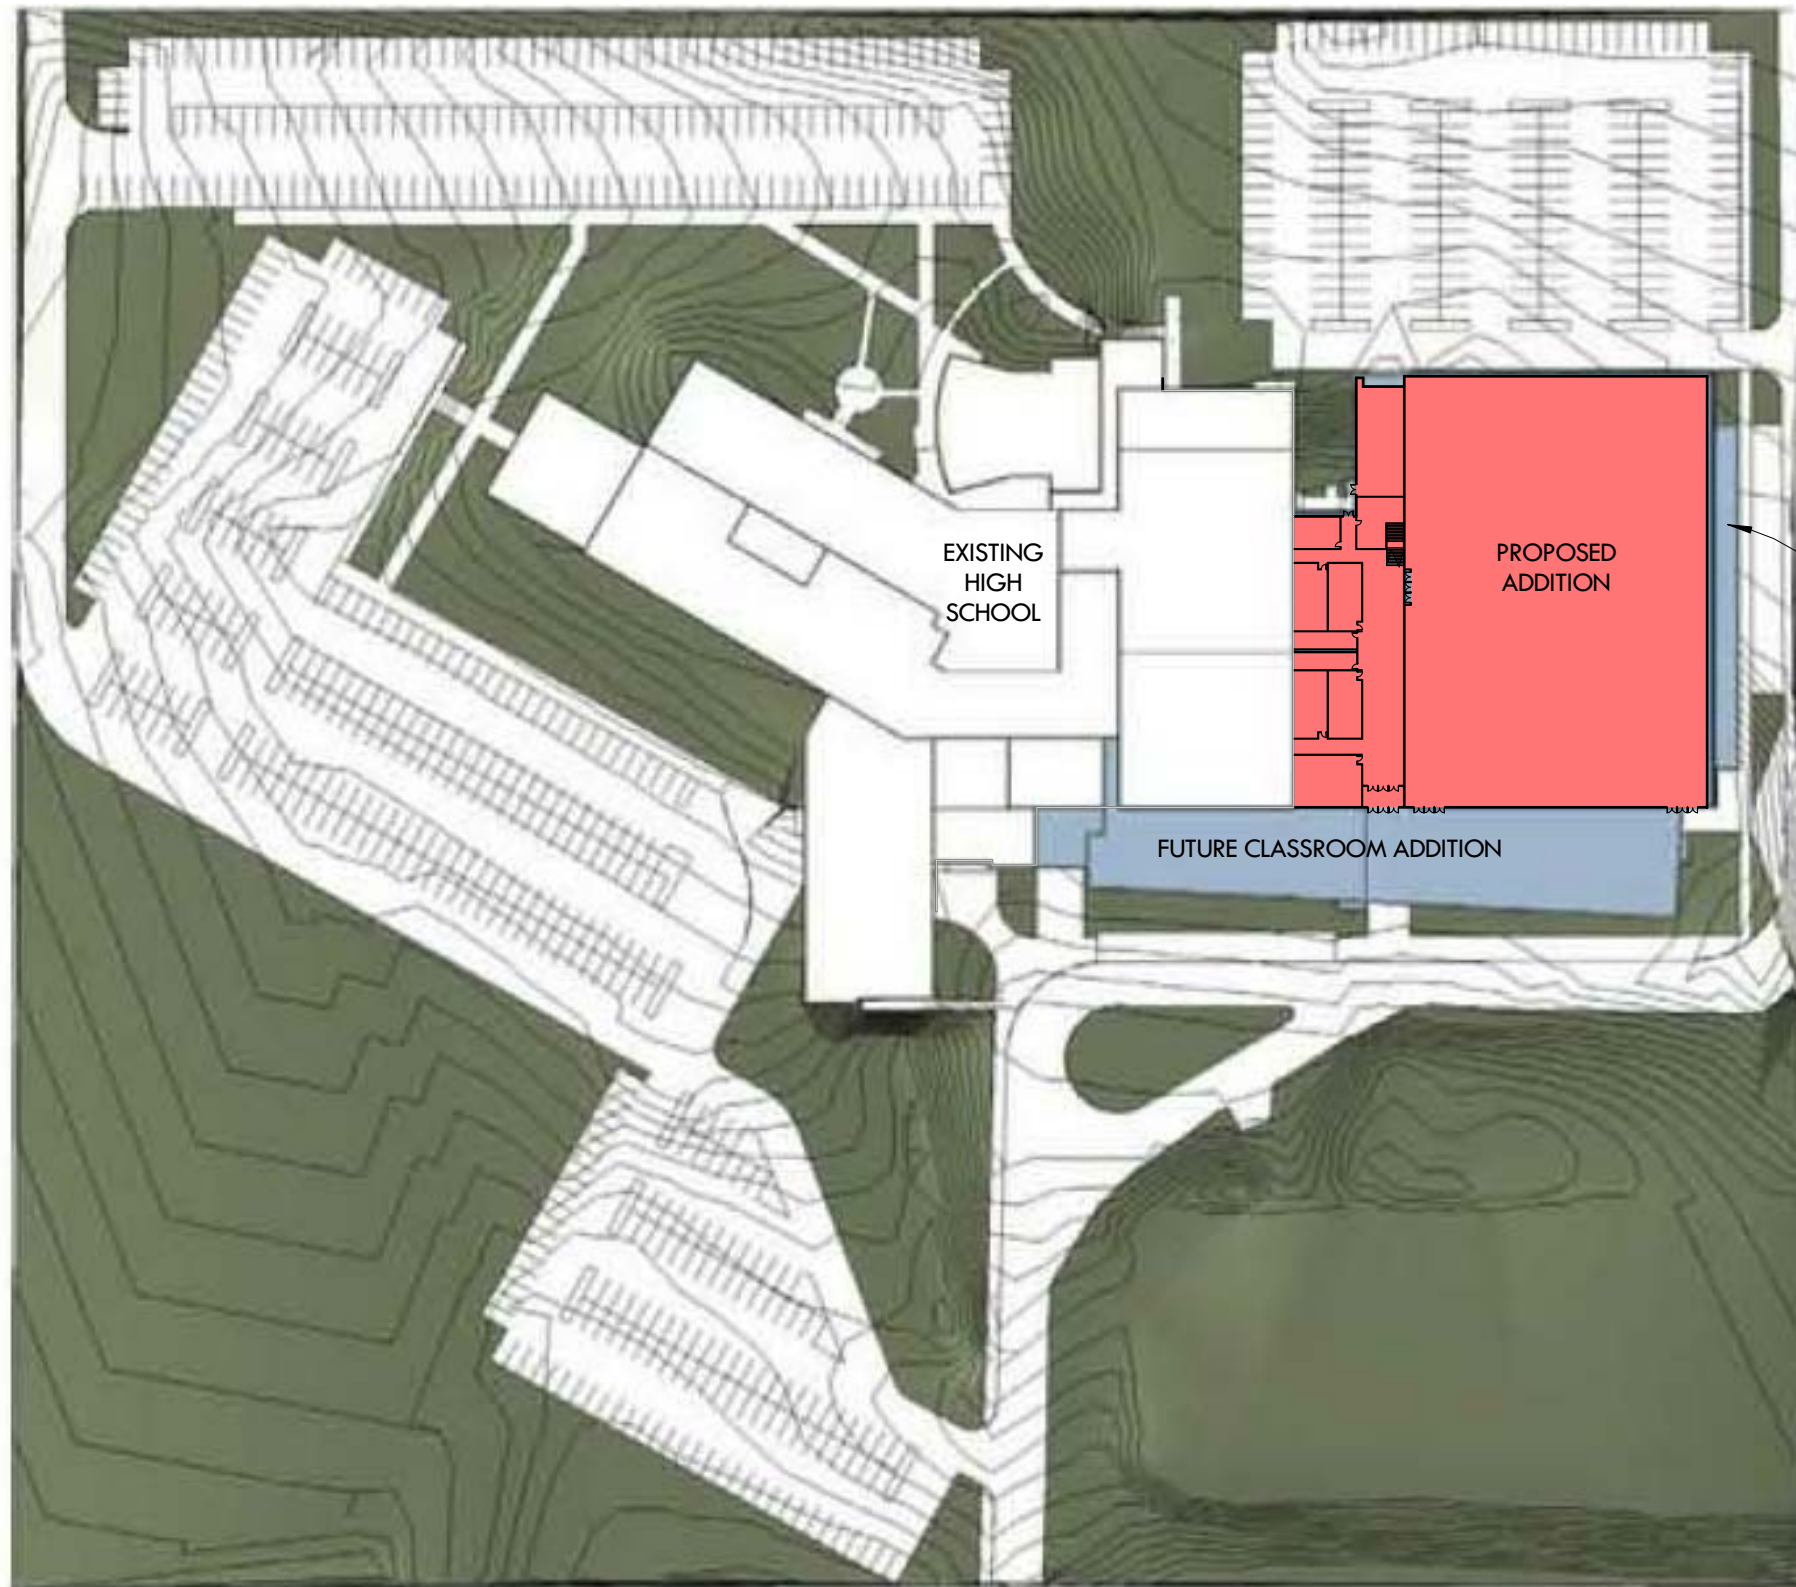 EXISTING
HIGH
SCHOOL
PROPOSED
ADDITION
FUTURE CLASSROOM ADDITION